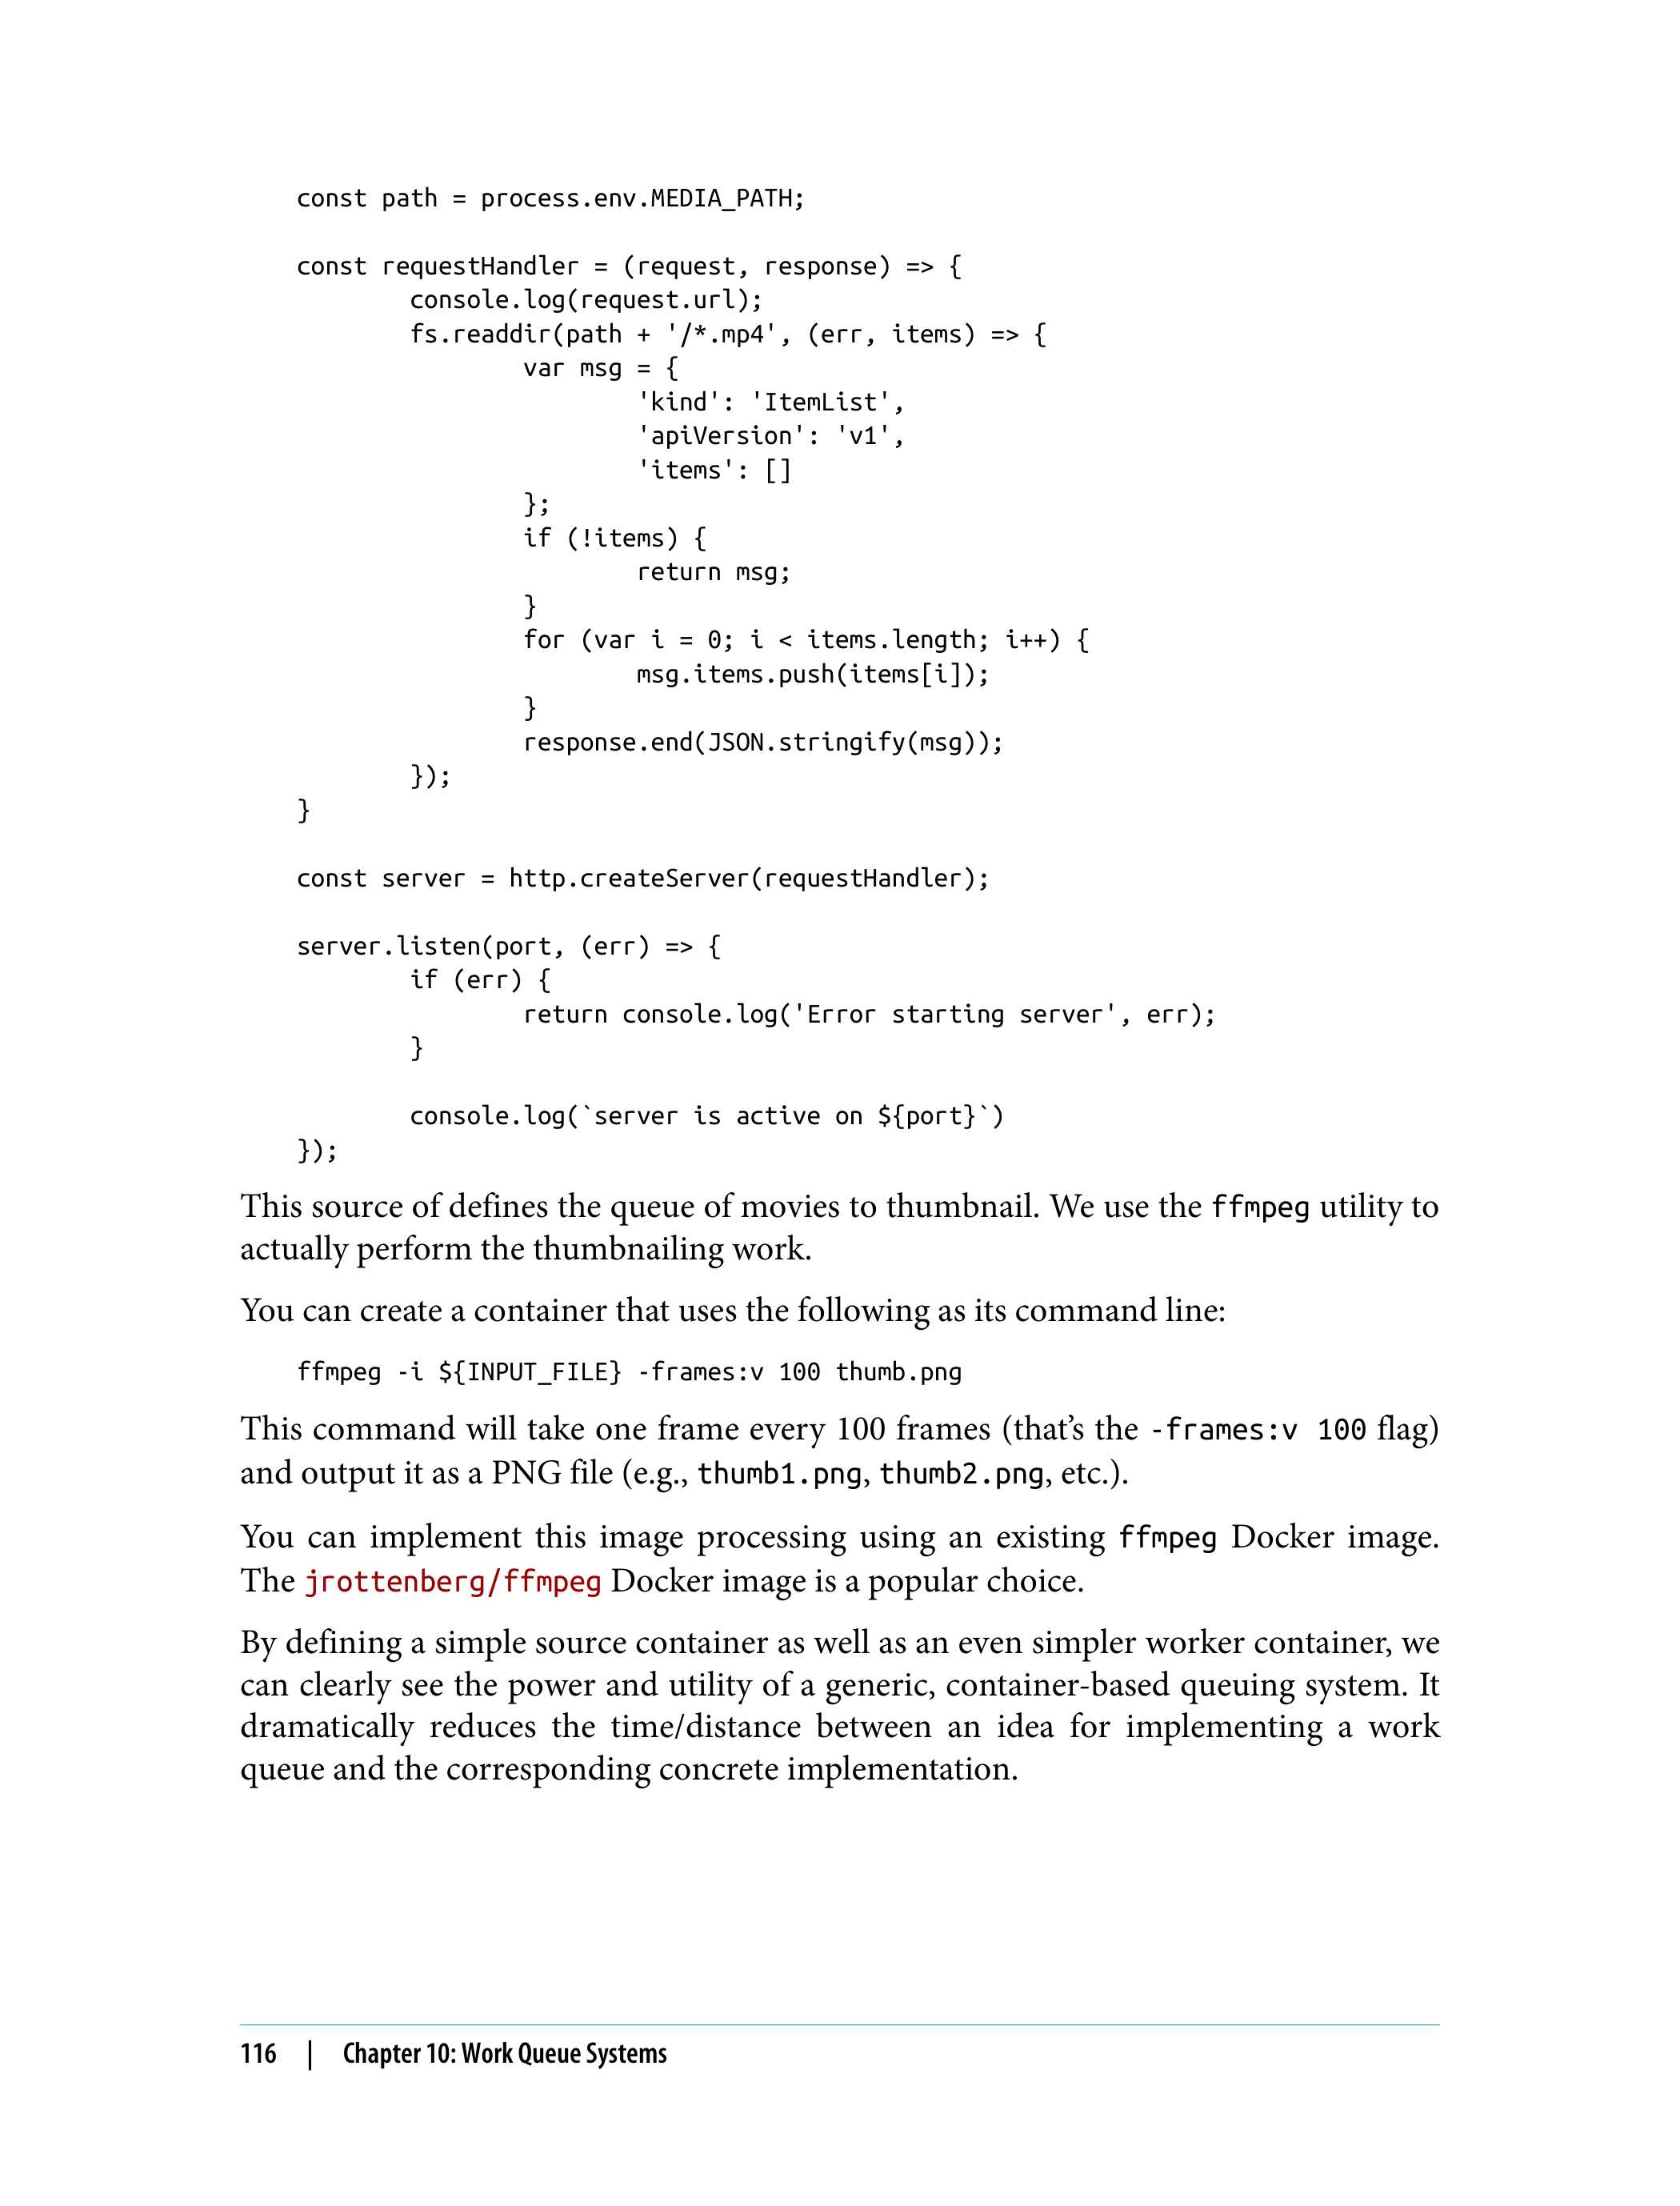 const path = process.env.MEDIA_PATH;

const requestHandler = (request, response) => {
        console.log(request.url);
        fs.readdir(path + '/*.mp4', (err, items) => {
                var msg = {
                        'kind': 'ItemList',
                        'apiVersion': 'v1',
                        'items': []
                };
                if (!items) {
                        return msg;
                }
                for (var i = 0; i < items.length; i++) {
                        msg.items.push(items[i]);
                }
                response.end(JSON.stringify(msg));
        });
}

const server = http.createServer(requestHandler);

server.listen(port, (err) => {
        if (err) {
                return console.log('Error starting server', err);
        }

        console.log(`server is active on ${port}`)
});
This source of defines the queue of movies to thumbnail. We use the ffmpeg utility to
actually perform the thumbnailing work.
You can create a container that uses the following as its command line:
ffmpeg -i ${INPUT_FILE} -frames:v 100 thumb.png
This command will take one frame every 100 frames (that’s the -frames:v 100 flag)
and output it as a PNG file (e.g., thumb1.png, thumb2.png, etc.).
You can implement this image processing using an existing ffmpeg Docker image.
The jrottenberg/ffmpeg Docker image is a popular choice.
By defining a simple source container as well as an even simpler worker container, we
can clearly see the power and utility of a generic, container-based queuing system. It
dramatically reduces the time/distance between an idea for implementing a work
queue and the corresponding concrete implementation.
116 | Chapter 10: Work Queue Systems